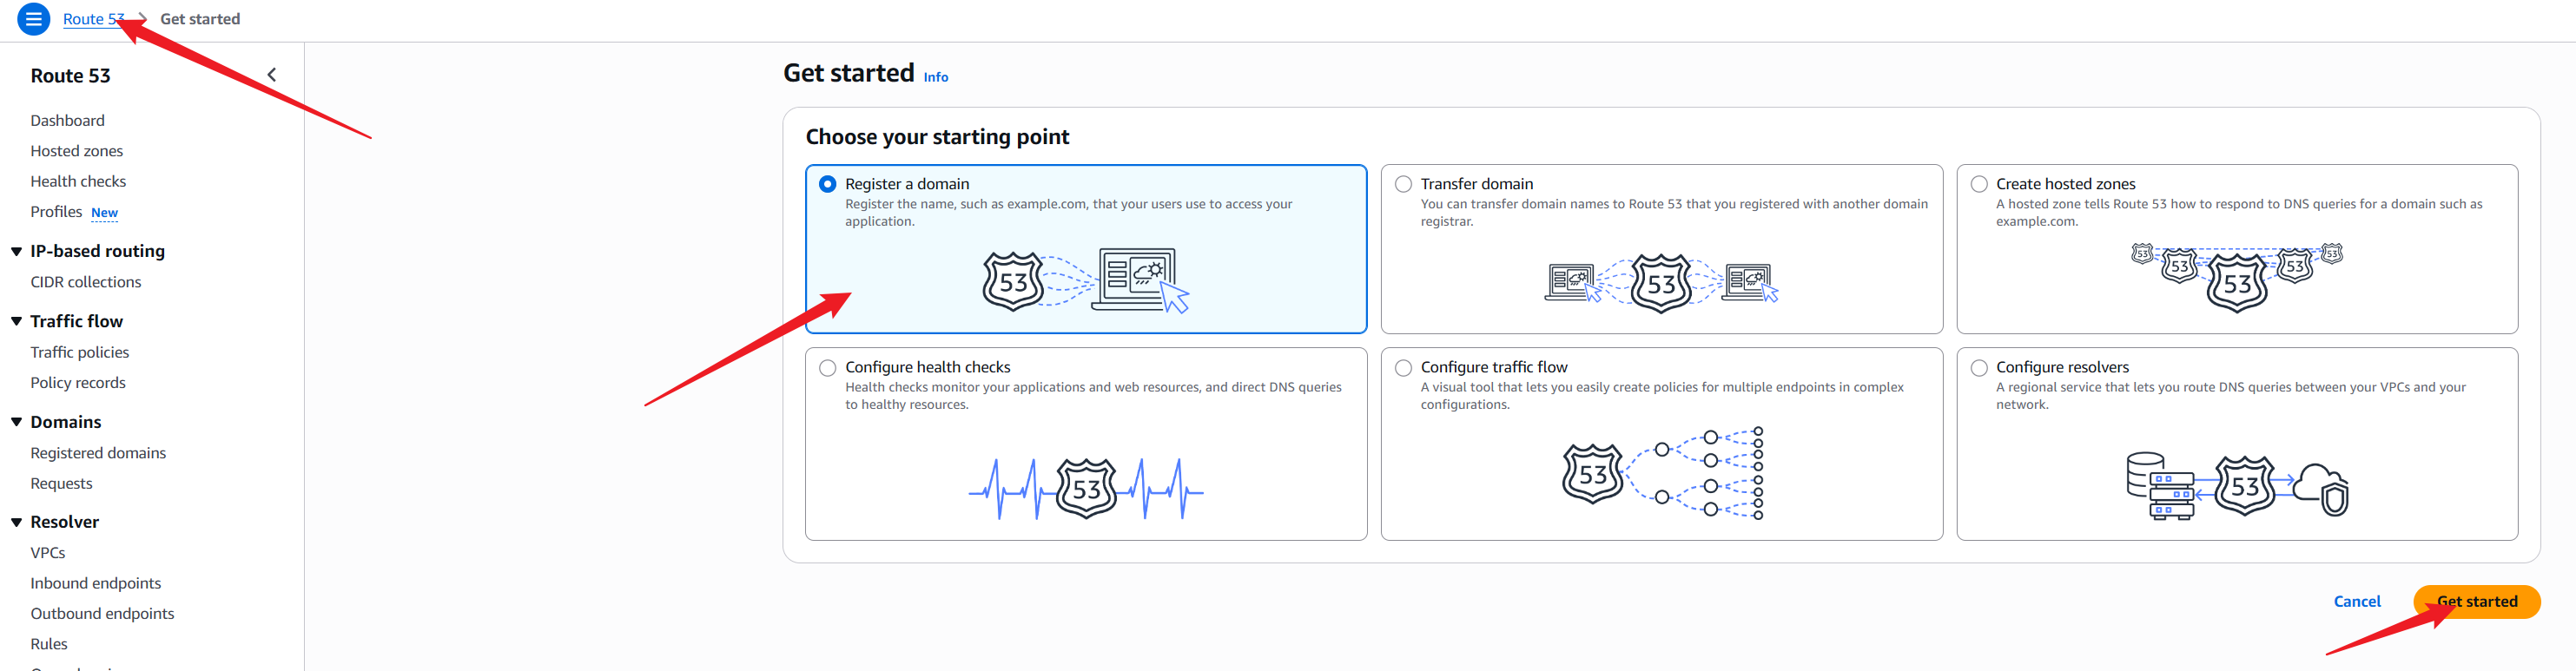 Route 53 > Get started
Route 53
Dashboard
Hosted zones
Health checks
Profiles New
IP-based routing
CIDR collections
Traffic flow
Traffic policies
Policy records
Domains
Registered domains
Requests
Resolver
VPCs
Inbound endpoints
Outbound endpoints
Rules
Get started Info
Choose your starting point
Register a domain
Register the name, such as example.com, that your users use to access your
application.
53
Transfer domain
You can transfer domain names to Route 53 that you registered with another domain
registrar.
53
Create hosted zones
A hosted zone tells Route 53 how to respond to DNS queries for a domain such as
example.com.
53 53 53 53 53
Configure health checks
Health checks monitor your applications and web resources, and direct DNS queries
to healthy resources.
53
Configure traffic flow
A visual tool that lets you easily create policies for multiple endpoints in complex
configurations.
53
Configure resolvers
A regional service that lets you route DNS queries between your VPCs and your
network.
53
Cancel Get started